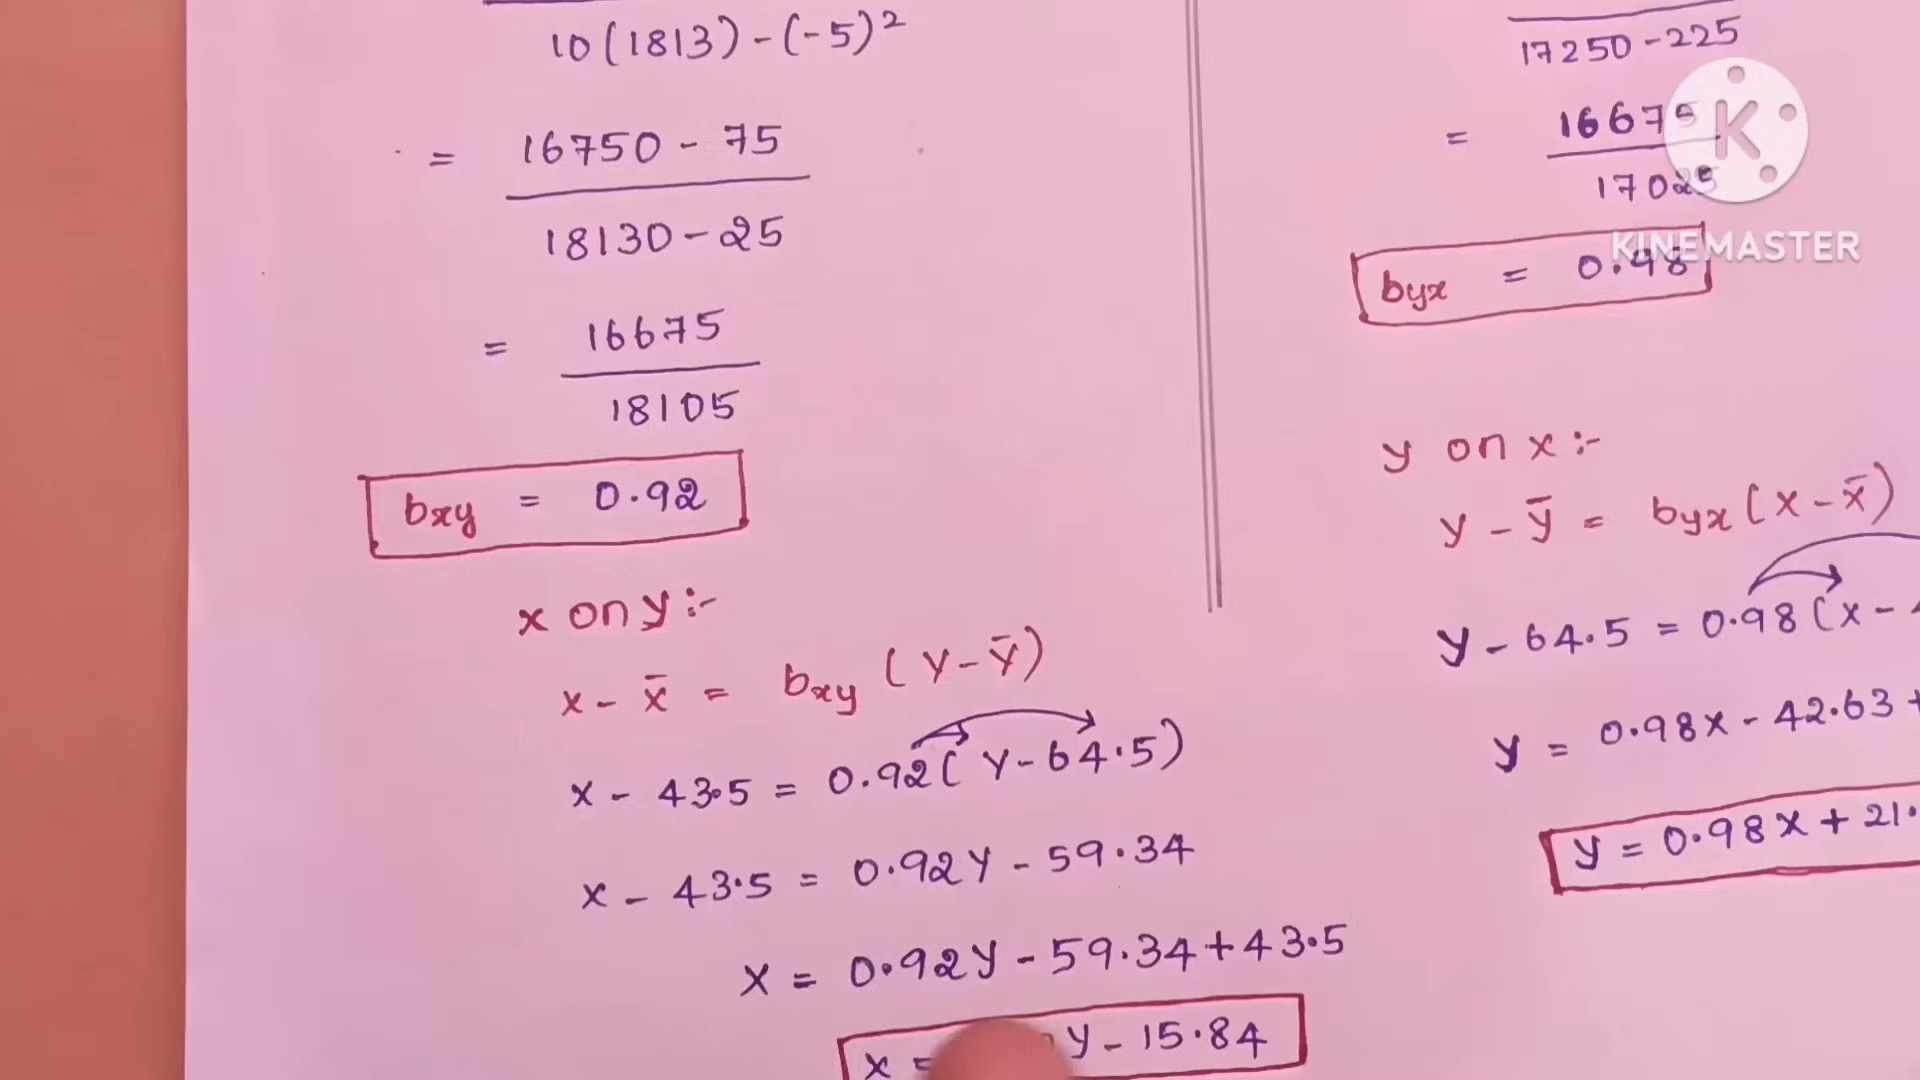 10(1813)-(-5)²
= 16750 - 75
18130 - 25
= 16675
18105
bxy = 0.92
x on y :-
x - x̄ = bxy (y - ȳ)
x - 43.5 = 0.92( y - 64.5)
x - 43.5 = 0.92y - 59.34
x = 0.92y - 59.34 + 43.5
x = y - 15.84
17250 - 225
= 16675
17025
byx = 0.98
y on x :-
y - ȳ = byx (x - x̄)
y - 64.5 = 0.98(x -
y = 0.98x - 42.63 +
y = 0.98x + 21.
K
KINEMASTER